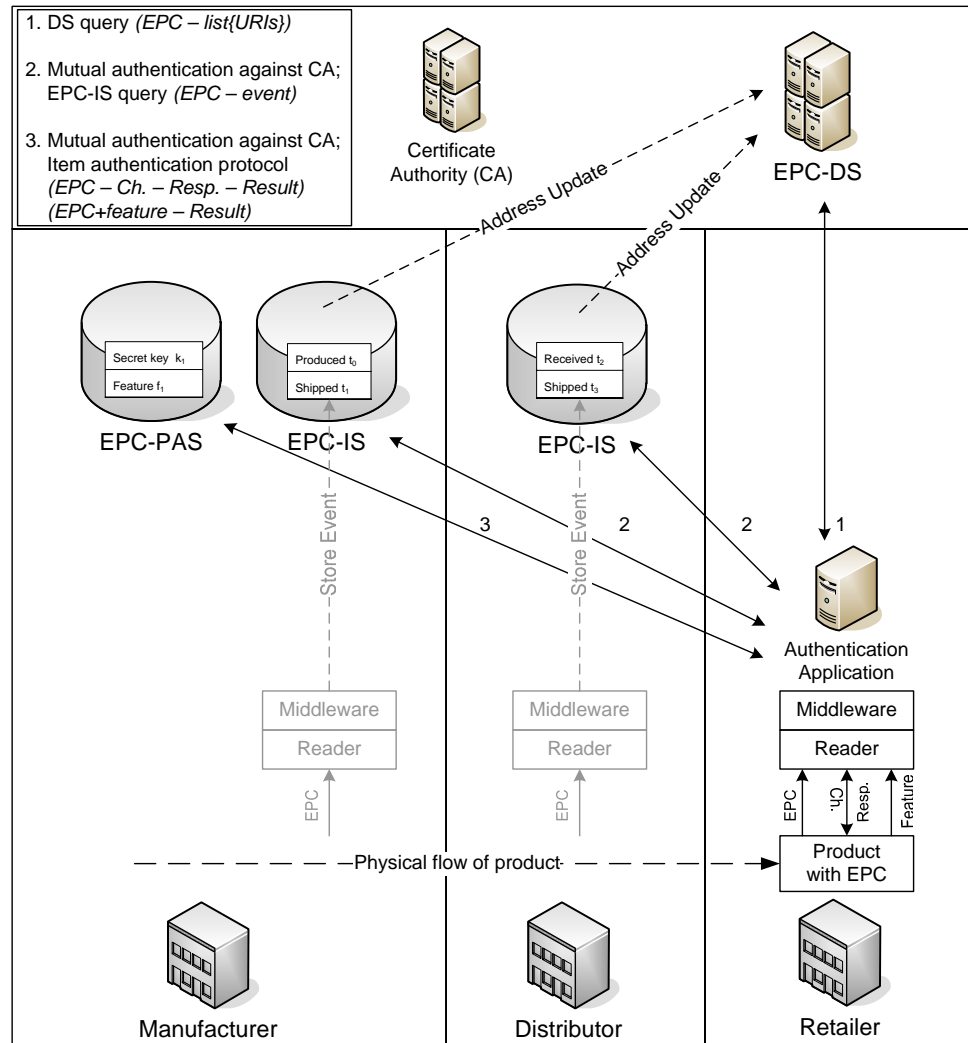 1. DS query (EPC – list{URIs})
2. Mutual authentication against CA;
EPC-IS query (EPC – event)
3. Mutual authentication against CA;
Item authentication protocol
(EPC – Ch. – Resp. – Result)
(EPC+feature – Result)
Certificate
Authority (CA)
EPC-DS
Address Update
Address Update
Secret key k₁
Feature f₁
EPC-PAS
Produced t₀
Shipped t₁
EPC-IS
Received t₂
Shipped t₃
EPC-IS
Store Event
Store Event
3
2
2
1
Authentication
Application
Middleware
Reader
EPC
Middleware
Reader
EPC
Middleware
Reader
EPC
Ch.
Resp.
Feature
Physical flow of product
Product
with EPC
Manufacturer
Distributor
Retailer